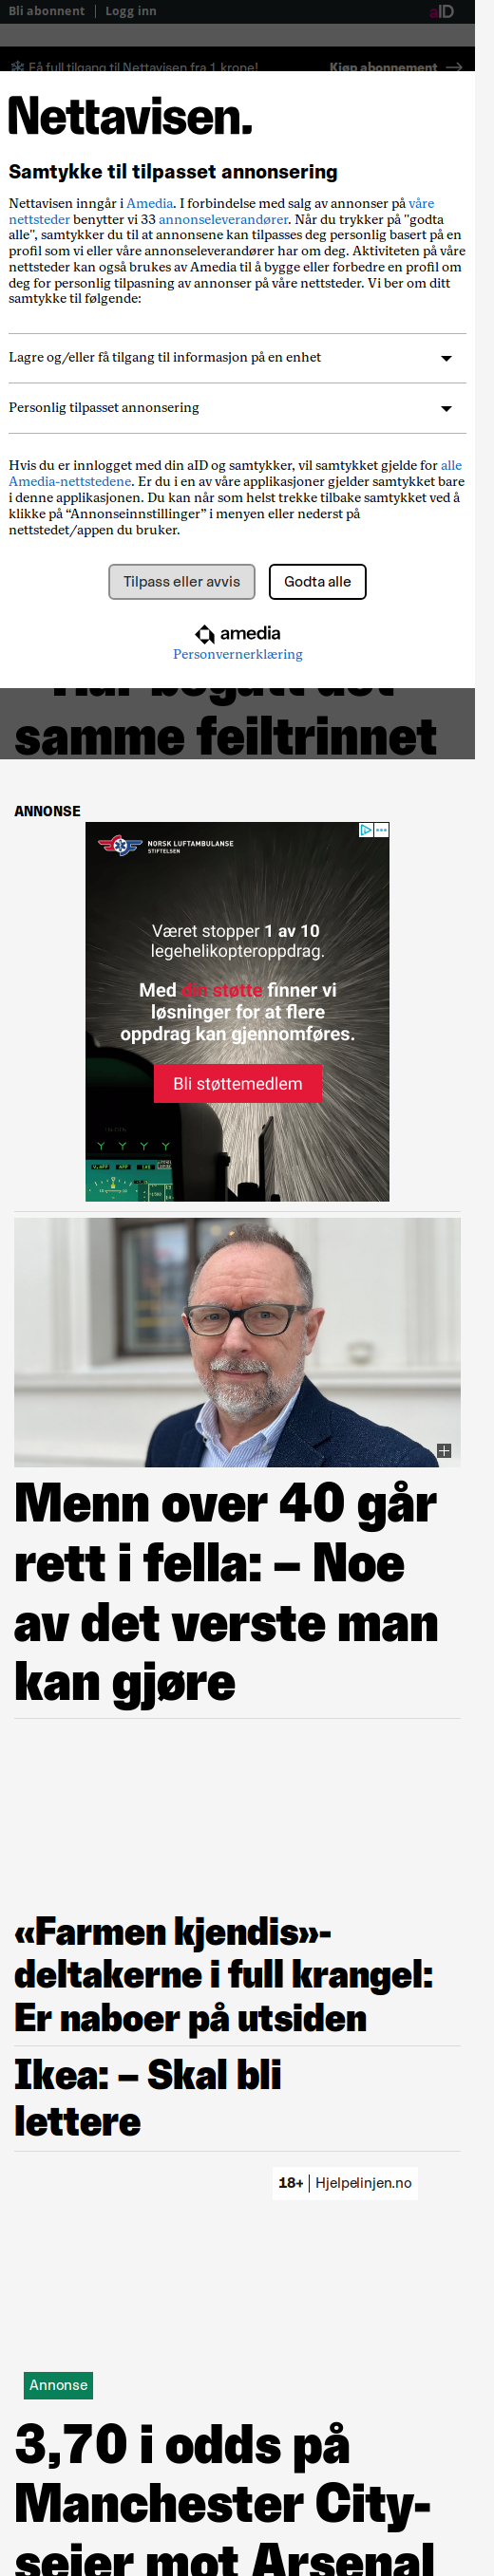 Bli abonnent | Logg inn
aID
Få full tilgang til Nettavisen fra 1 krone!
Kjøp abonnement
Nettavisen.
Samtykke til tilpasset annonsering
Nettavisen inngår i Amedia. I forbindelse med salg av annonser på våre
nettsteder benytter vi 33 annonseleverandører. Når du trykker på "godta
alle", samtykker du til at annonsene kan tilpasses deg personlig basert på en
profil som vi eller våre annonseleverandører har om deg. Aktiviteten på våre
nettsteder kan også brukes av Amedia til å bygge eller forbedre en profil om
deg for personlig tilpasning av annonser på våre nettsteder. Vi ber om ditt
samtykke til følgende:
Lagre og/eller få tilgang til informasjon på en enhet
Personlig tilpasset annonsering
Hvis du er innlogget med din aID og samtykker, vil samtykket gjelde for alle
Amedia-nettstedene. Er du i en av våre applikasjoner gjelder samtykket bare
i denne applikasjonen. Du kan når som helst trekke tilbake samtykket ved å
klikke på “Annonseinnstillinger” i menyen eller nederst på
nettstedet/appen du bruker.
Tilpass eller avvis
Godta alle
amedia
Personvernerklæring
– Har begått det
samme feiltrinnet
ANNONSE
NORSK LUFTAMBULANSE
STIFTELSEN
Været stopper 1 av 10
legehelikopteroppdrag.
Med din støtte finner vi
løsninger for at flere
oppdrag kan gjennomføres.
Bli støttemedlem
Menn over 40 går
rett i fella: – Noe
av det verste man
kan gjøre
«Farmen kjendis»-
deltakerne i full krangel:
Er naboer på utsiden
Ikea: – Skal bli
lettere
18+ | Hjelpelinjen.no
Annonse
3,70 i odds på
Manchester City-
seier mot Arsenal